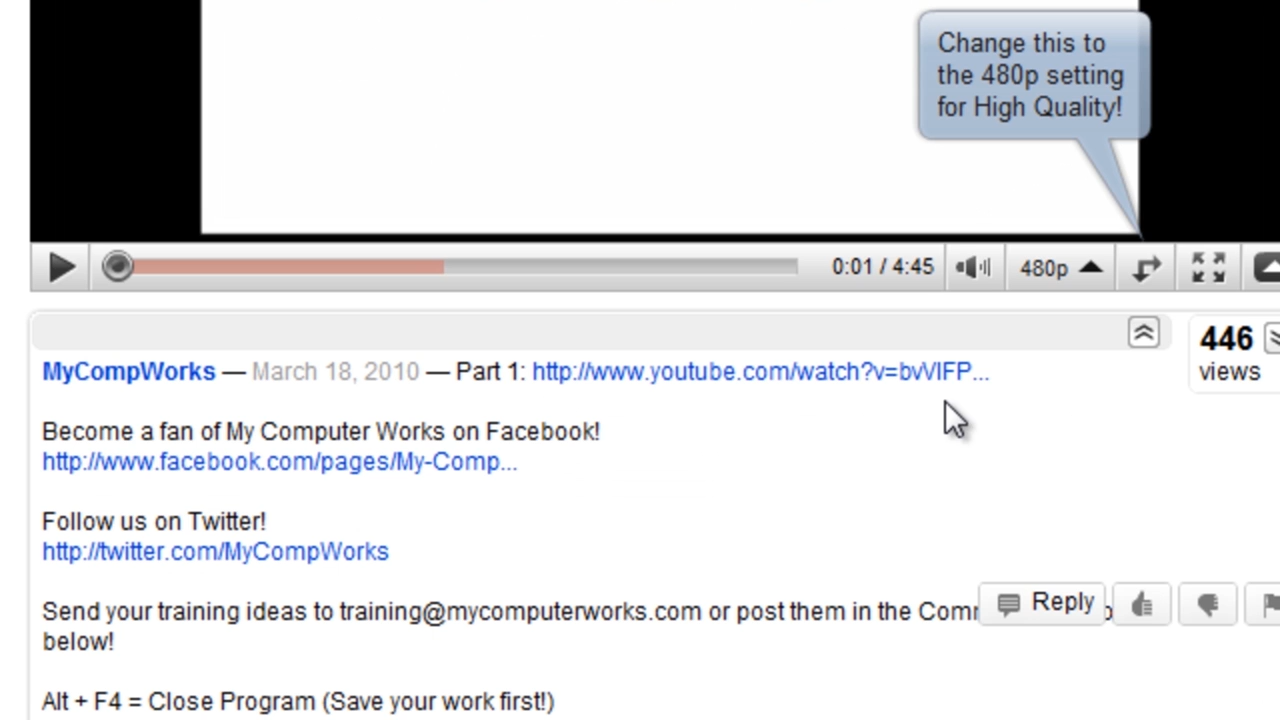 Change this to
the 480p setting
for High Quality!
0:01 / 4:45
480p
446
views
MyCompWorks — March 18, 2010 — Part 1: http://www.youtube.com/watch?v=bvVIFP...
Become a fan of My Computer Works on Facebook!
http://www.facebook.com/pages/My-Comp...
Follow us on Twitter!
http://twitter.com/MyCompWorks
Send your training ideas to training@mycomputerworks.com or post them in the
Reply
below!
Alt + F4 = Close Program (Save your work first!)